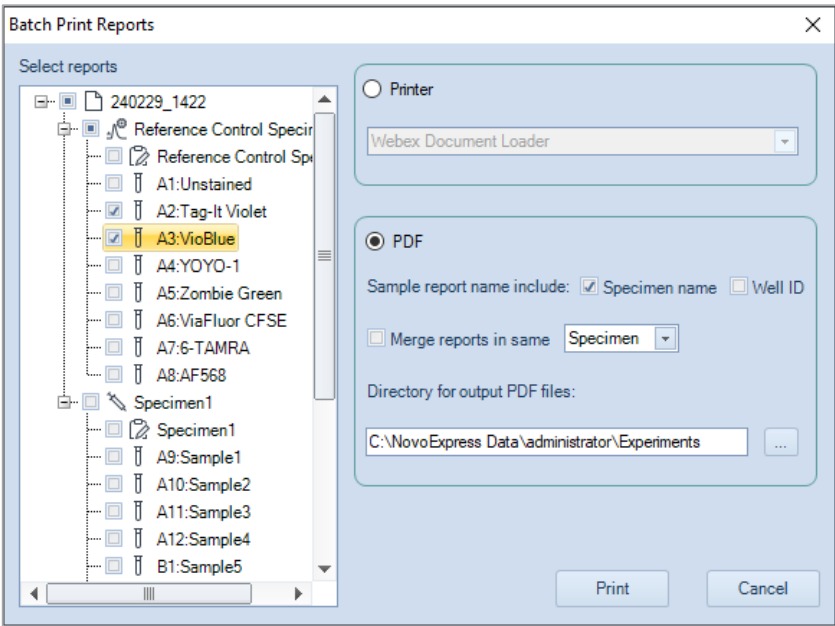 Batch Print Reports
Select reports
240229_1422
Reference Control Specir
Reference Control Spe
A1:Unstained
A2:Tag-It Violet
A3:VioBlue
A4:YOYO-1
A5:Zombie Green
A6:ViaFluor CFSE
A7:6-TAMRA
A8:AF568
Specimen1
Specimen1
A9:Sample1
A10:Sample2
A11:Sample3
A12:Sample4
B1:Sample5
Printer
Webex Document Loader
PDF
Sample report name include: Specimen name Well ID
Merge reports in same Specimen
Directory for output PDF files:
C:\NovoExpress Data\administrator\Experiments
...
Print Cancel